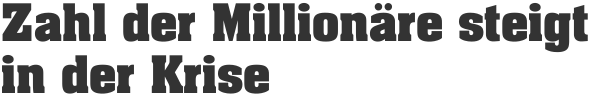 Zahl der Millionäre steigt
in der Krise